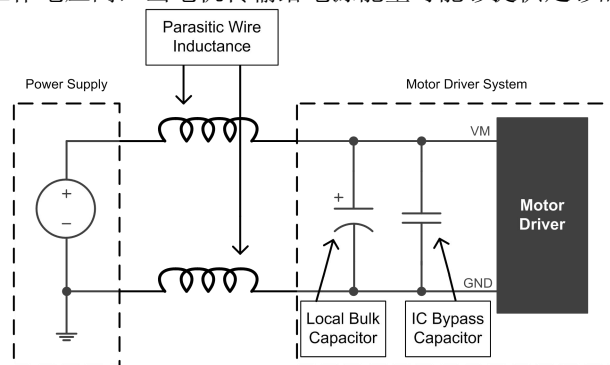 Parasitic Wire
Inductance
Power Supply
Motor Driver System
VM
+
–
+
Motor
Driver
GND
Local Bulk
Capacitor
IC Bypass
Capacitor